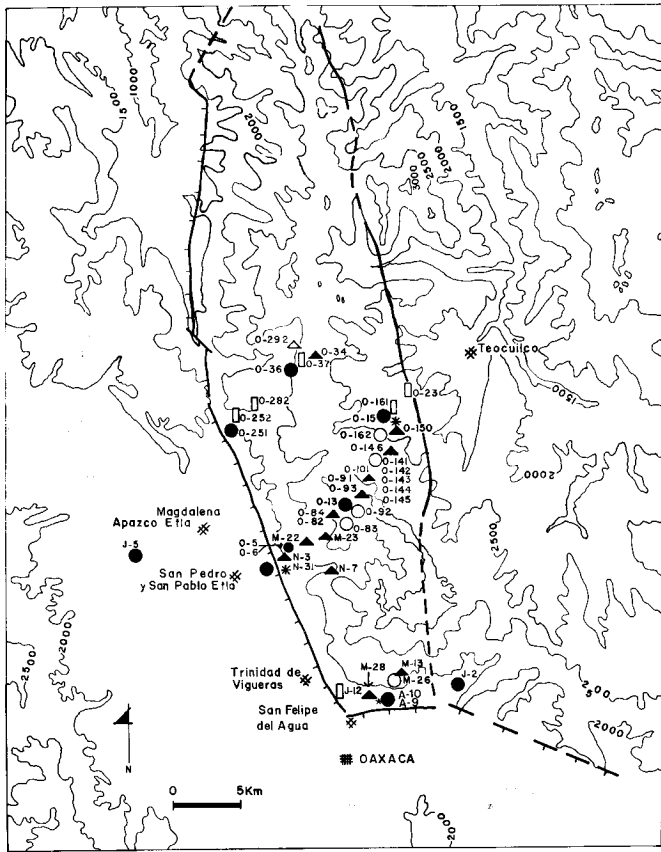 1500
1000
2000
1500
2000
2500
3000
O-292
O-34
O-37
O-36
Teocuilco
O-23
O-282
O-161
O-232
O-15
O-251
O-150
1500
O-162
O-146
O-141
O-142
O-101
O-143
O-91
O-144
O-93
O-145
O-13
2000
O-84
O-92
O-82
O-83
Magdalena
Apazco Etla
M-22
M-23
O-5
O-6
2500
J-5
N-3
San Pedro
y San Pablo Etla
N-31
N-7
2000
2500
M-28
M-13
Trinidad de
Vigueras
M-26
J-2
J-12
A-10
A-9
2500
San Felipe
del Agua
2000
OAXACA
N
0
5Km
2000